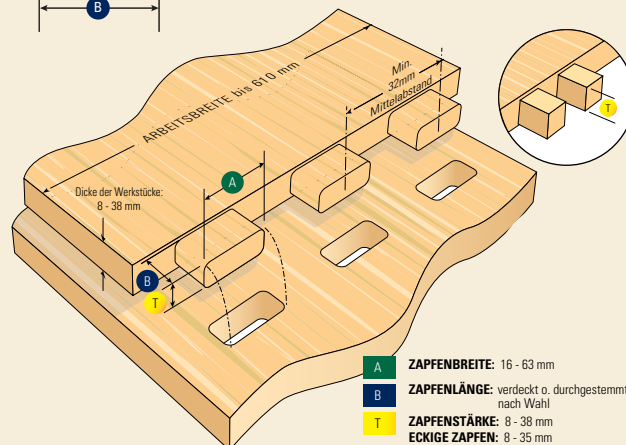 B
ARBEITSBREITE bis 610 mm
Min.
32mm
Mittelabstand
T
A
Dicke der Werkstücke:
8 - 38 mm
B
T
A ZAPFENBREITE: 16 - 63 mm
B ZAPFENLÄNGE: verdeckt o. durchgestemmt
nach Wahl
T ZAPFENSTÄRKE: 8 - 38 mm
ECKIGE ZAPFEN: 8 - 35 mm